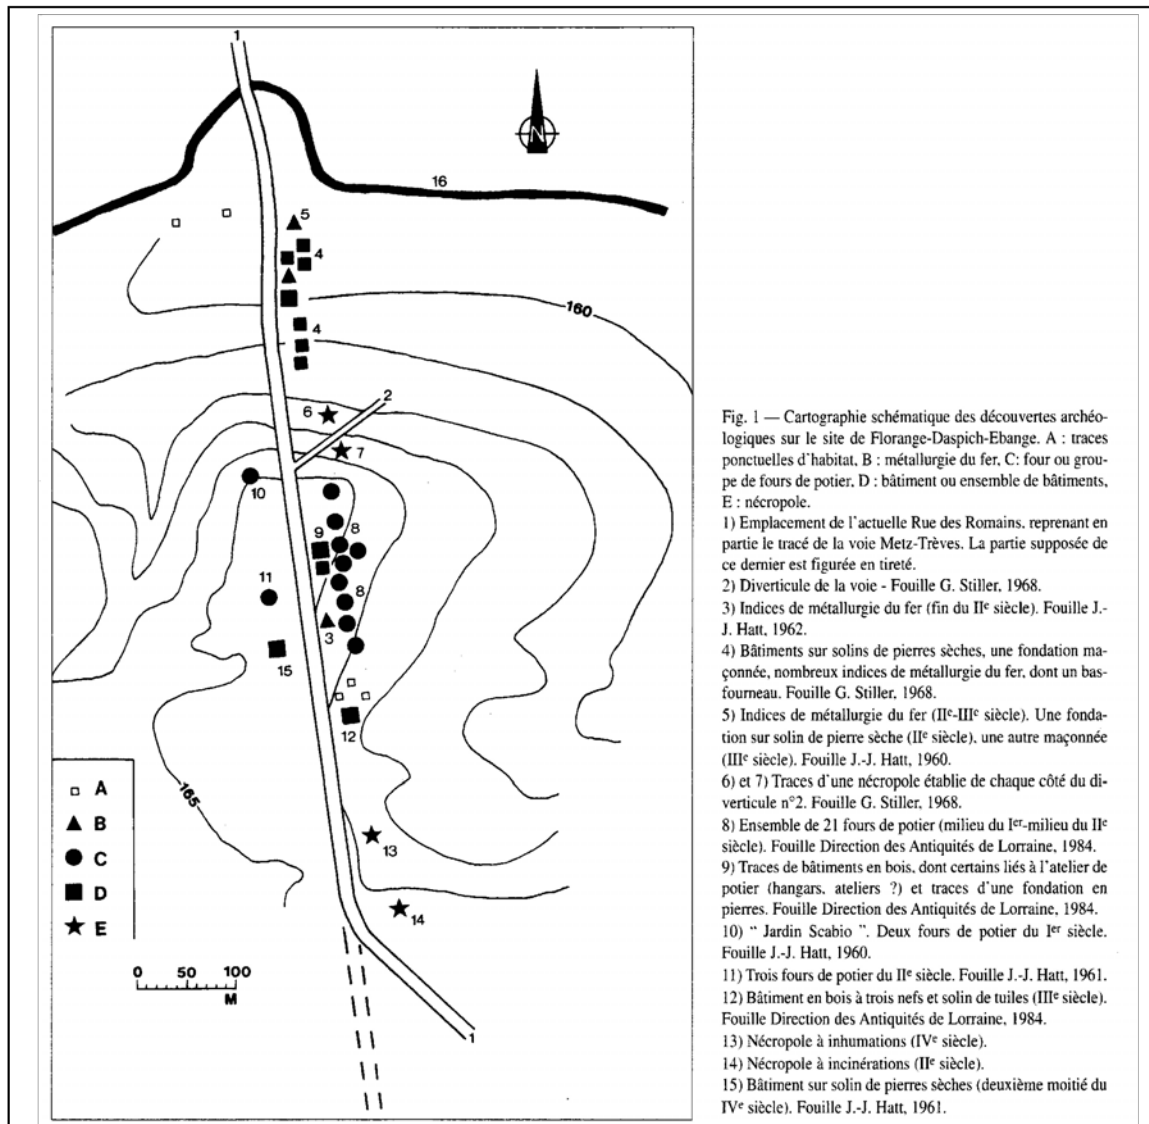 1
N
16
5
4
160
4
2
6
7
10
8
9
11
8
3
15
12
165
A
B
C
D
E
13
14
0 50 100
M
1
Fig. 1 — Cartographie schématique des découvertes archéo-
logiques sur le site de Florange-Daspich-Ebange. A : traces
ponctuelles d'habitat, B : métallurgie du fer, C: four ou grou-
pe de fours de potier, D : bâtiment ou ensemble de bâtiments,
E : nécropole.
1) Emplacement de l'actuelle Rue des Romains, reprenant en
partie le tracé de la voie Metz-Trèves. La partie supposée de
ce dernier est figurée en tireté.
2) Diverticule de la voie - Fouille G. Stiller, 1968.
3) Indices de métallurgie du fer (fin du IIe siècle). Fouille J.-
J. Hatt, 1962.
4) Bâtiments sur solins de pierres sèches, une fondation ma-
çonnée, nombreux indices de métallurgie du fer, dont un bas-
fourneau. Fouille G. Stiller, 1968.
5) Indices de métallurgie du fer (IIe-IIIe siècle). Une fonda-
tion sur solin de pierre sèche (IIe siècle), une autre maçonnée
(IIIe siècle). Fouille J.-J. Hatt, 1960.
6) et 7) Traces d'une nécropole établie de chaque côté du di-
verticule n°2. Fouille G. Stiller, 1968.
8) Ensemble de 21 fours de potier (milieu du Ier-milieu du IIe
siècle). Fouille Direction des Antiquités de Lorraine, 1984.
9) Traces de bâtiments en bois, dont certains liés à l'atelier de
potier (hangars, ateliers ?) et traces d'une fondation en
pierres. Fouille Direction des Antiquités de Lorraine, 1984.
10) “ Jardin Scabio ”. Deux fours de potier du Ier siècle.
Fouille J.-J. Hatt, 1960.
11) Trois fours de potier du IIe siècle. Fouille J.-J. Hatt, 1961.
12) Bâtiment en bois à trois nefs et solin de tuiles (IIIe siècle).
Fouille Direction des Antiquités de Lorraine, 1984.
13) Nécropole à inhumations (IVe siècle).
14) Nécropole à incinérations (IIe siècle).
15) Bâtiment sur solin de pierres sèches (deuxième moitié du
IVe siècle). Fouille J.-J. Hatt, 1961.